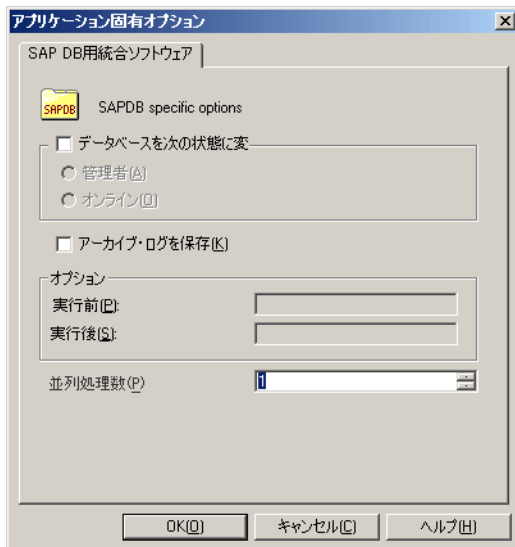 アプリケーション固有オプション
SAP DB用統合ソフトウェア
SAPDB SAPDB specific options
データベースを次の状態に変
管理者(A)
オンライン(O)
アーカイブ・ログを保存(K)
オプション
実行前(P):
実行後(S):
並列処理数(P) 1
OK(O) キャンセル(C) ヘルプ(H)